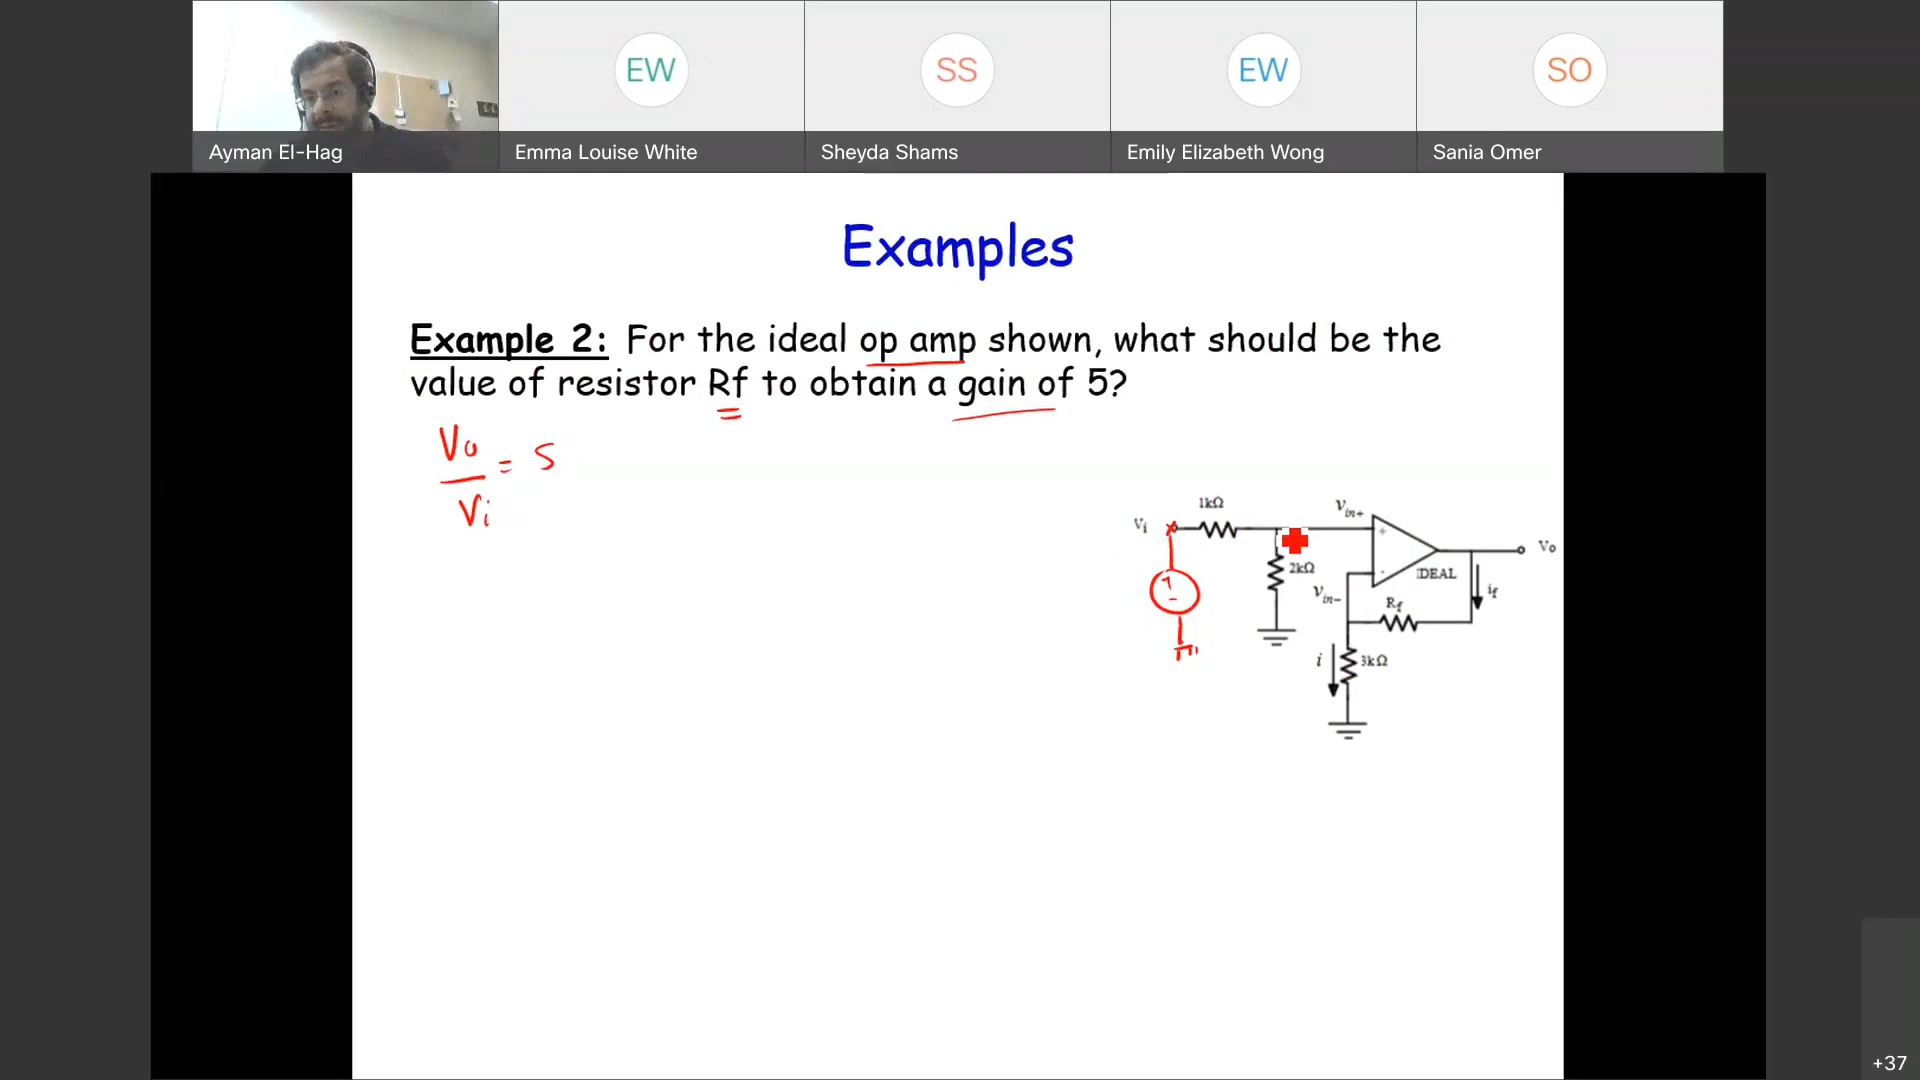 EW
SS
EW
SO
Ayman El-Hag
Emma Louise White
Sheyda Shams
Emily Elizabeth Wong
Sania Omer
Examples
Example 2: For the ideal op amp shown, what should be the
value of resistor Rf to obtain a gain of 5?
Vo
= 5
Vi
1kΩ
Vin+
Vi
+
Vo
2kΩ
-
IDEAL
Vin-
if
Rf
+
-
i
3kΩ
+37